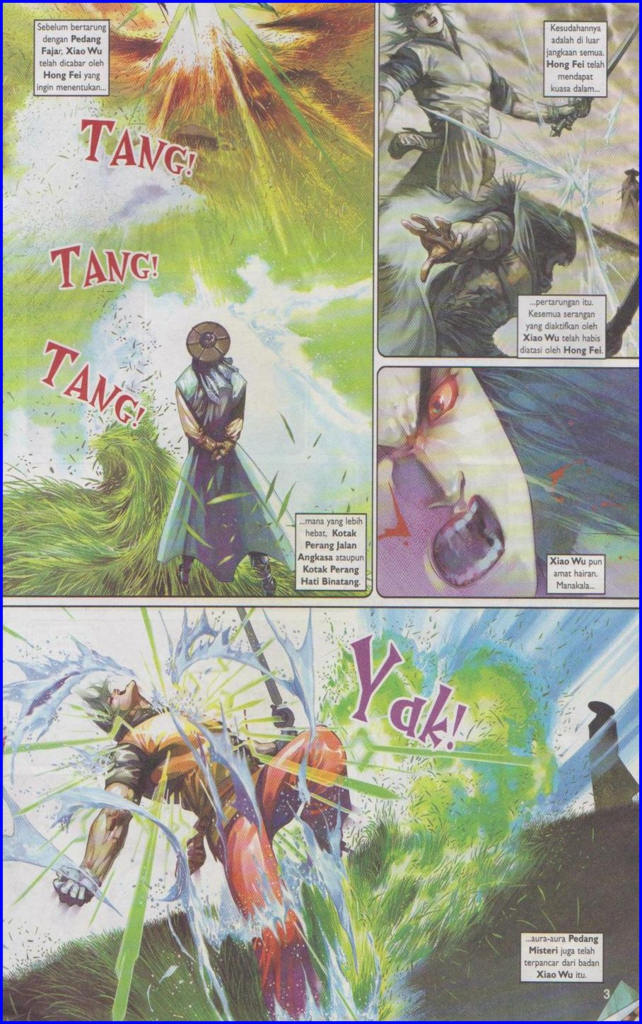 Sebelum bertarung
dengan Pedang
Fajar, Xiao Wu
telah dicabar oleh
Hong Fei yang
ingin menentukan...
TANG!
TANG!
TANG!
...mana yang lebih
hebat, Kotak
Perang Jalan
Angkasa ataupun
Kotak Perang
Hati Binatang.
Kesudahannya
adalah di luar
jangkaan semua.
Hong Fei telah
mendapat
kuasa dalam...
...pertarungan itu.
Kesemua serangan
yang diaktifkan oleh
Xiao Wu telah habis
diatasi oleh Hong Fei.
Xiao Wu pun
amat hairan.
Manakala...
Yak!
...aura-aura Pedang
Misteri juga telah
terpancar dari badan
Xiao Wu itu.
3